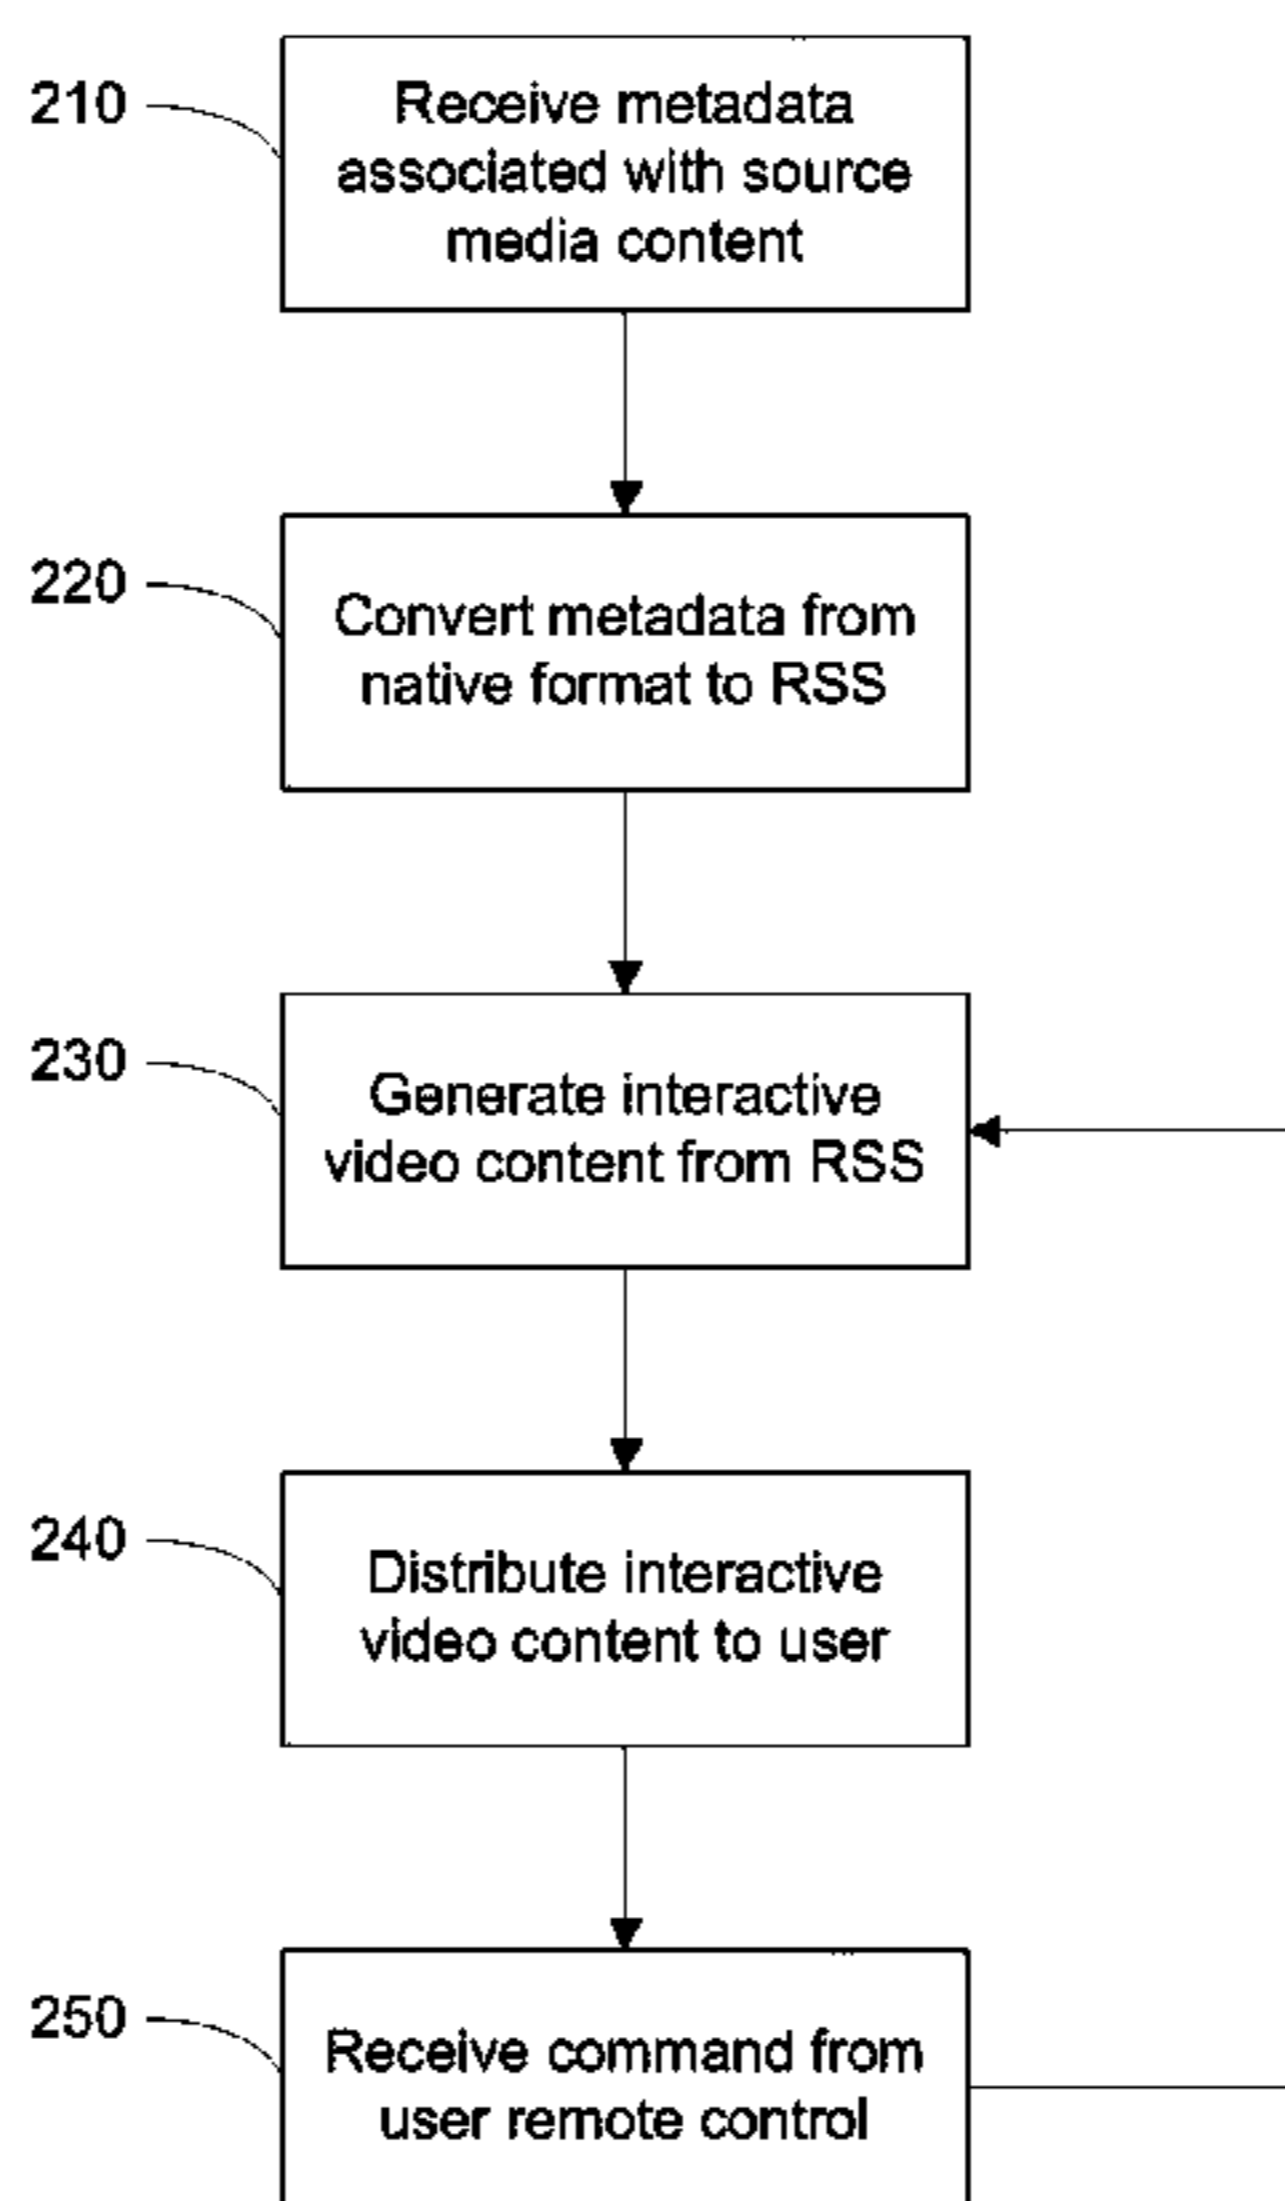 210
Receive metadata
associated with source
media content
220
Convert metadata from
native format to RSS
230
Generate interactive
video content from RSS
240
Distribute interactive
video content to user
250
Receive command from
user remote control